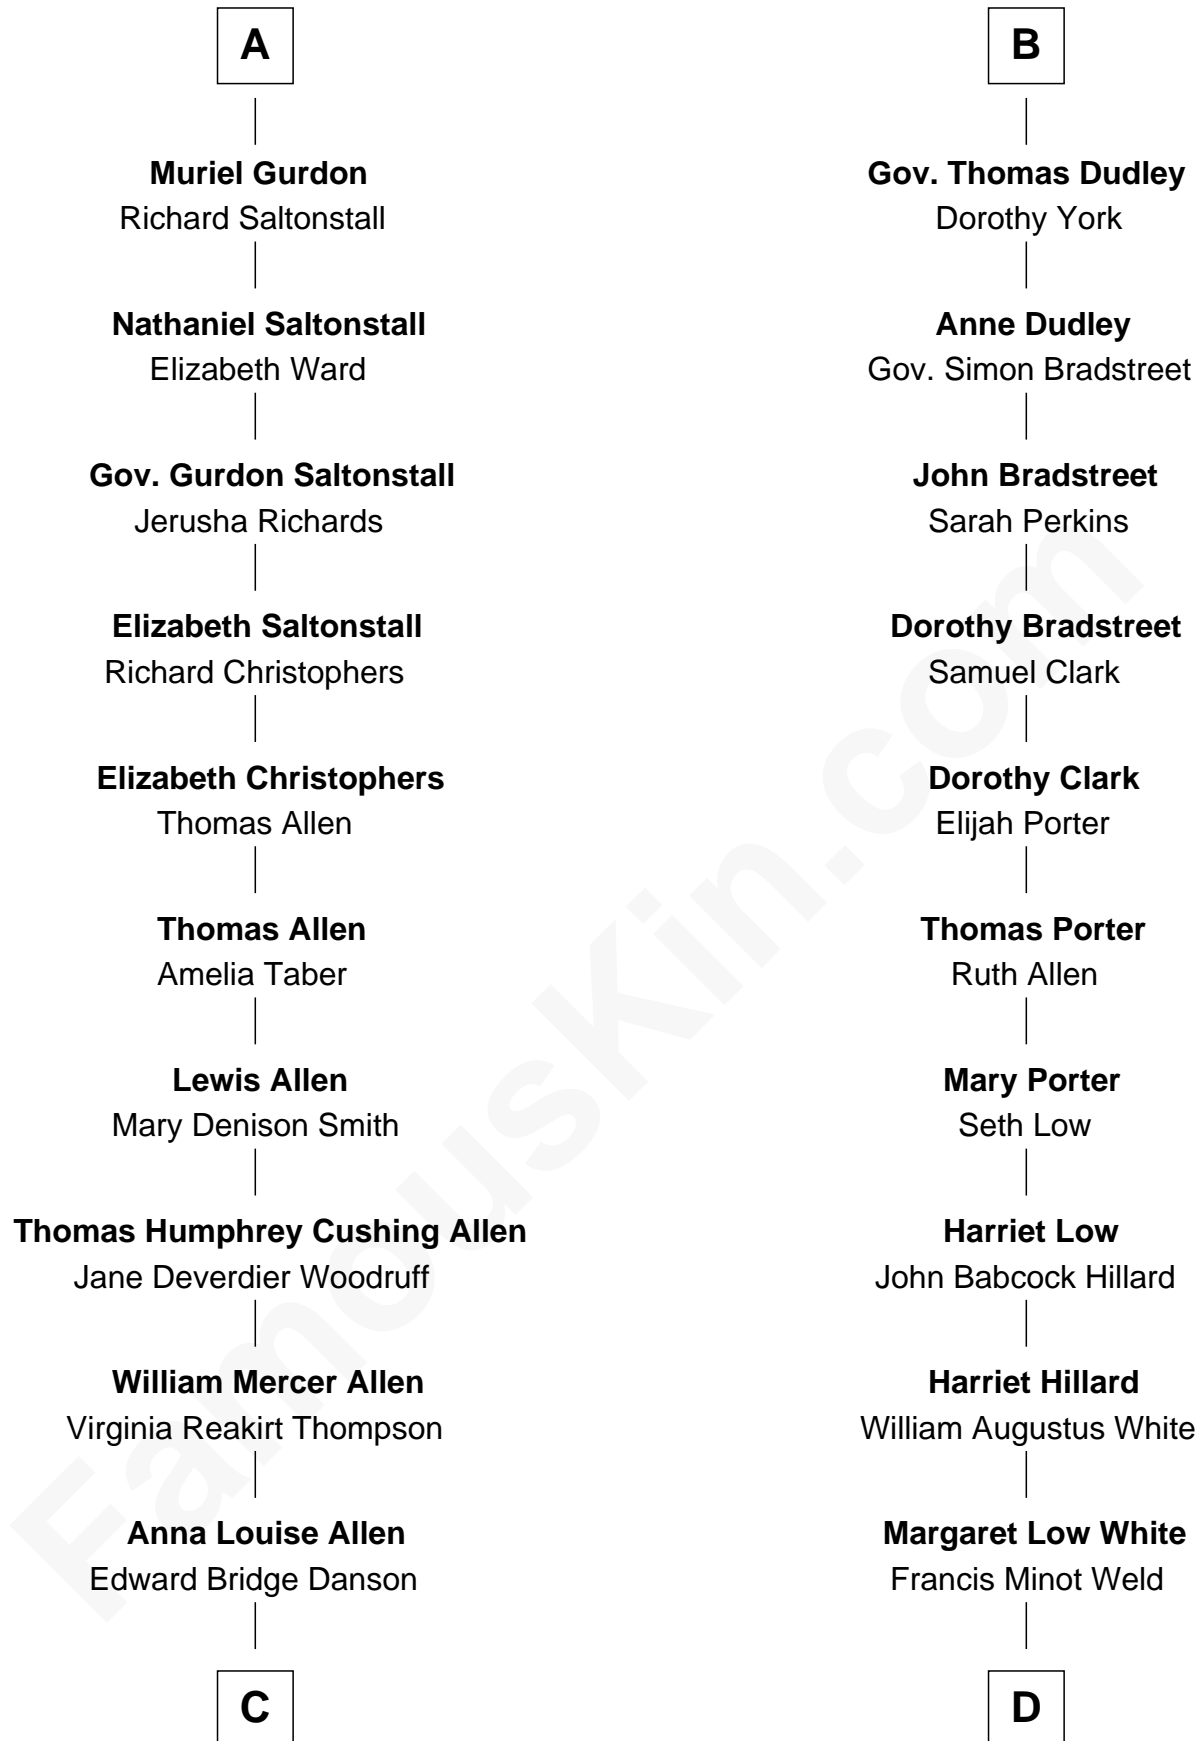 A
Muriel Gurdon
Richard Saltonstall
Nathaniel Saltonstall
Elizabeth Ward
Gov. Gurdon Saltonstall
Jerusha Richards
Elizabeth Saltonstall
Richard Christophers
Elizabeth Christophers
Thomas Allen
Thomas Allen
Amelia Taber
Lewis Allen
Mary Denison Smith
Thomas Humphrey Cushing Allen
Jane Deverdier Woodruff
William Mercer Allen
Virginia Reakirt Thompson
Anna Louise Allen
Edward Bridge Danson
C
B
Gov. Thomas Dudley
Dorothy York
Anne Dudley
Gov. Simon Bradstreet
John Bradstreet
Sarah Perkins
Dorothy Bradstreet
Samuel Clark
Dorothy Clark
Elijah Porter
Thomas Porter
Ruth Allen
Mary Porter
Seth Low
Harriet Low
John Babcock Hillard
Harriet Hillard
William Augustus White
Margaret Low White
Francis Minot Weld
D
FamousKin.com